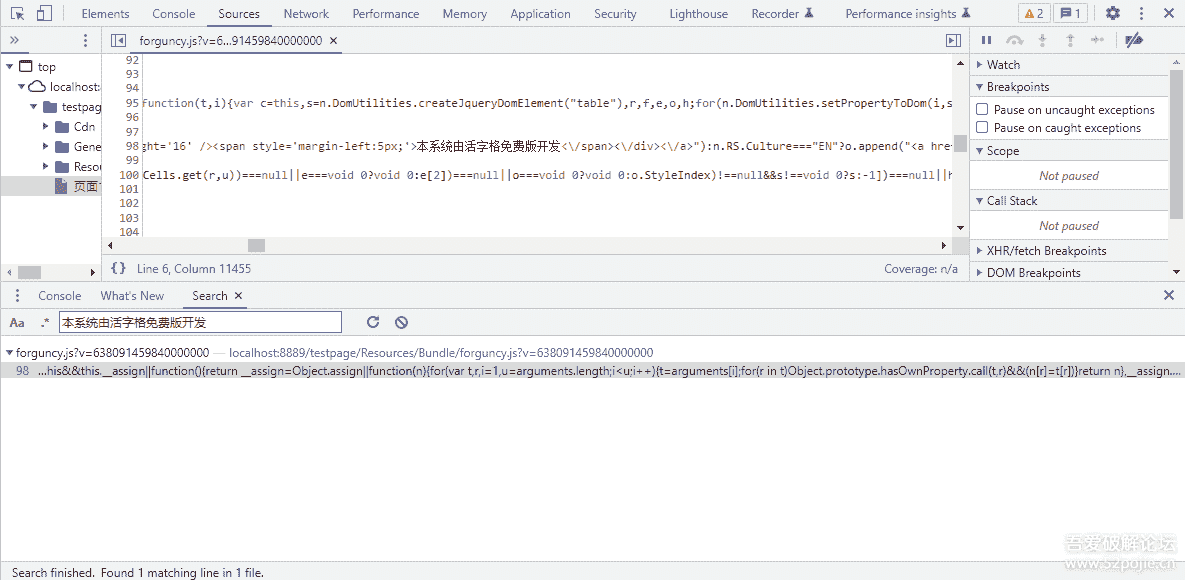 Elements Console Sources Network Performance Memory Application Security Lighthouse Recorder Performance insights 2 1
» forguncy.js?v=6…91459840000000 ×
top
localhost:
testpag
Cdn
Gene
Resou
页面
92
93
94
95 function(t,i){var c=this,s=n.DomUtilities.createJqueryDomElement("table"),r,f,e,o,h;for(n.DomUtilities.setPropertyToDom(i,s
96
97
98 ght='16' /><span style='margin-left:5px;'>本系统由活字格免费版开发<\/span><\/div><\/a>"):n.RS.Culture==="EN"?o.append("<a hre
99
100 Cells.get(r,u))===null||e===void 0?void 0:e[2])===null||o===void 0?void 0:o.StyleIndex)!==null&&s!==void 0?s:-1])===null||h
101
102
103
104
{} Line 6, Column 11455 Coverage: n/a
Watch
Breakpoints
Pause on uncaught exceptions
Pause on caught exceptions
Scope
Not paused
Call Stack
Not paused
XHR/fetch Breakpoints
DOM Breakpoints
Console What's New Search ×
Aa .* 本系统由活字格免费版开发
forguncy.js?v=638091459840000000 — localhost:8889/testpage/Resources/Bundle/forguncy.js?v=638091459840000000
98 …his&&this.__assign||function(){return __assign=Object.assign||function(n){for(var t,r,i=1,u=arguments.length;i<u;i++){t=arguments[i];for(r in t)Object.prototype.hasOwnProperty.call(t,r)&&(n[r]=t[r])}return n},__assign.…
吾爱破解论坛
www.52pojie.cn
Search finished. Found 1 matching line in 1 file.